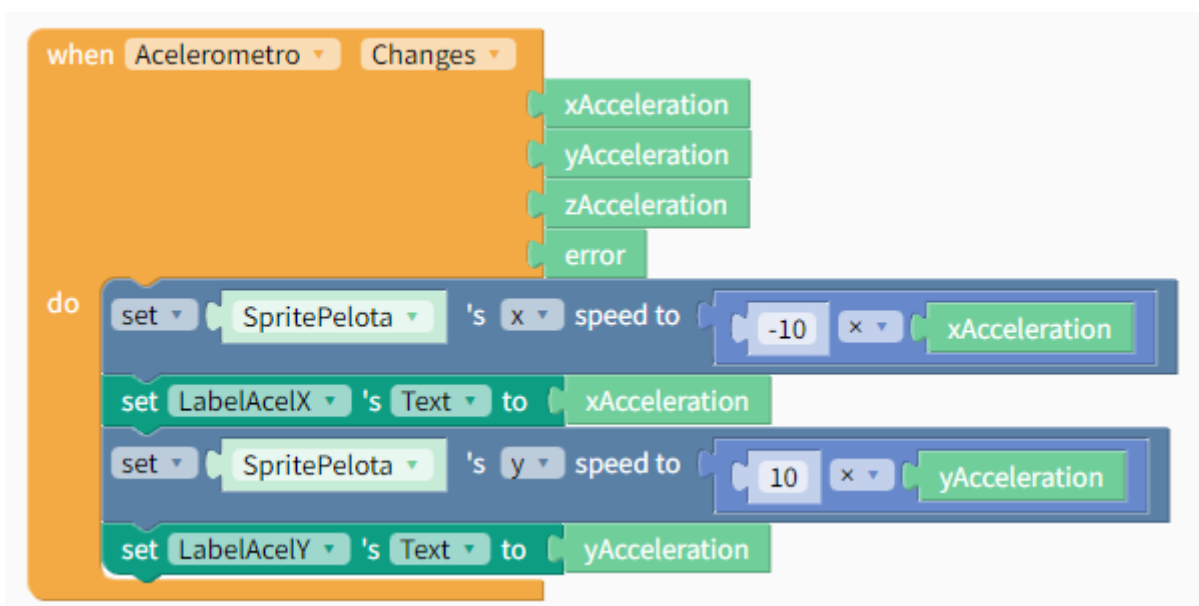 when Acelerometro Changes
xAcceleration
yAcceleration
zAcceleration
error
do
set SpritePelota 's x speed to -10 × xAcceleration
set LabelAcelX 's Text to xAcceleration
set SpritePelota 's y speed to 10 × yAcceleration
set LabelAcelY 's Text to yAcceleration